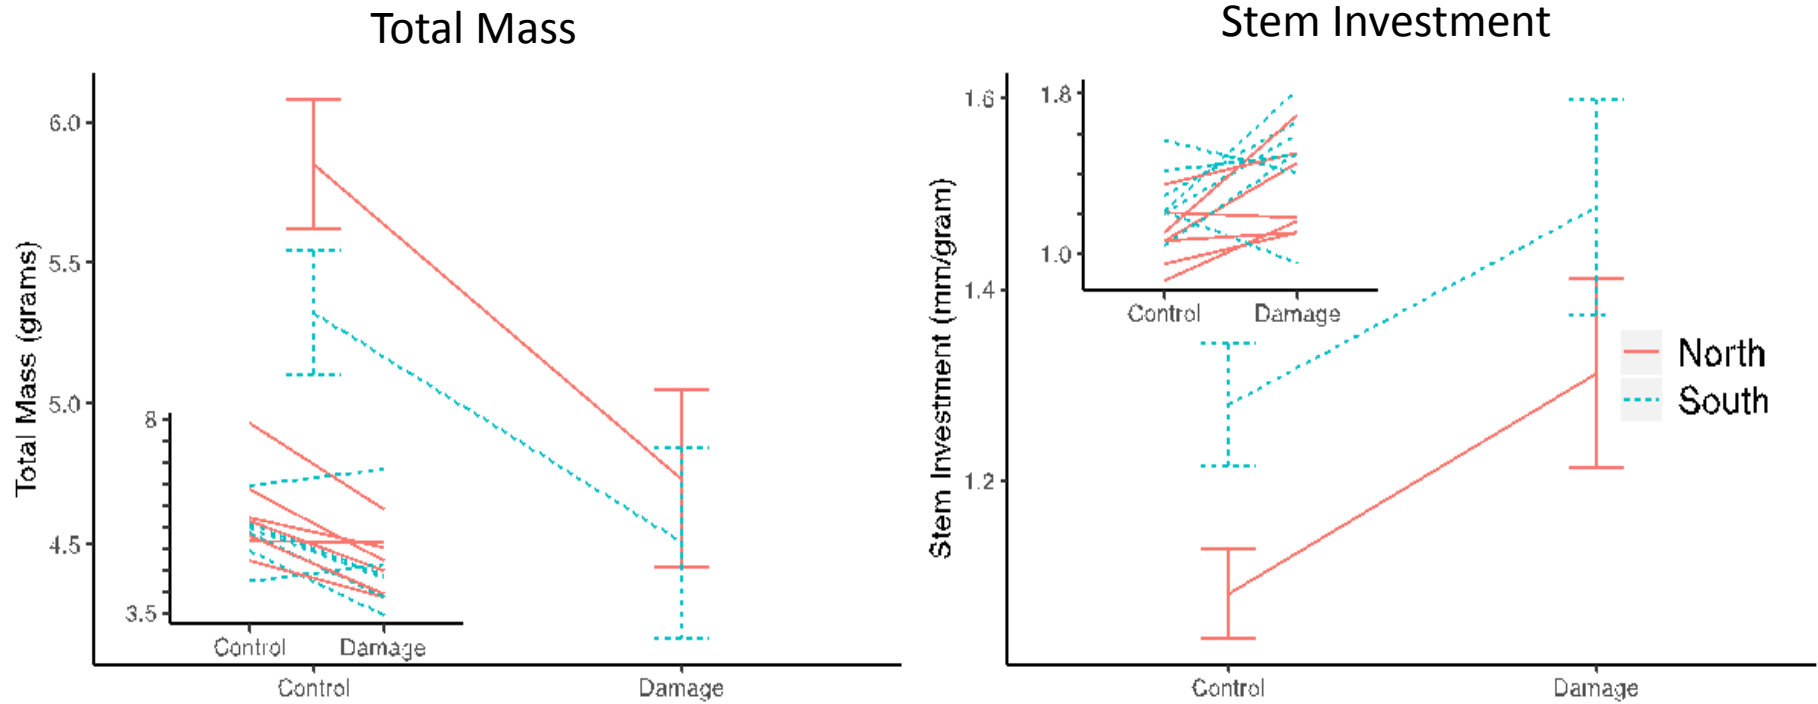 Total Mass
Total Mass (grams)
6.0
5.5
5.0
4.5
8
3.5
Control Damage
Control Damage
Stem Investment
Stem Investment (mm/gram)
1.6
1.4
1.2
1.8
1.0
Control Damage
North
South
Control Damage